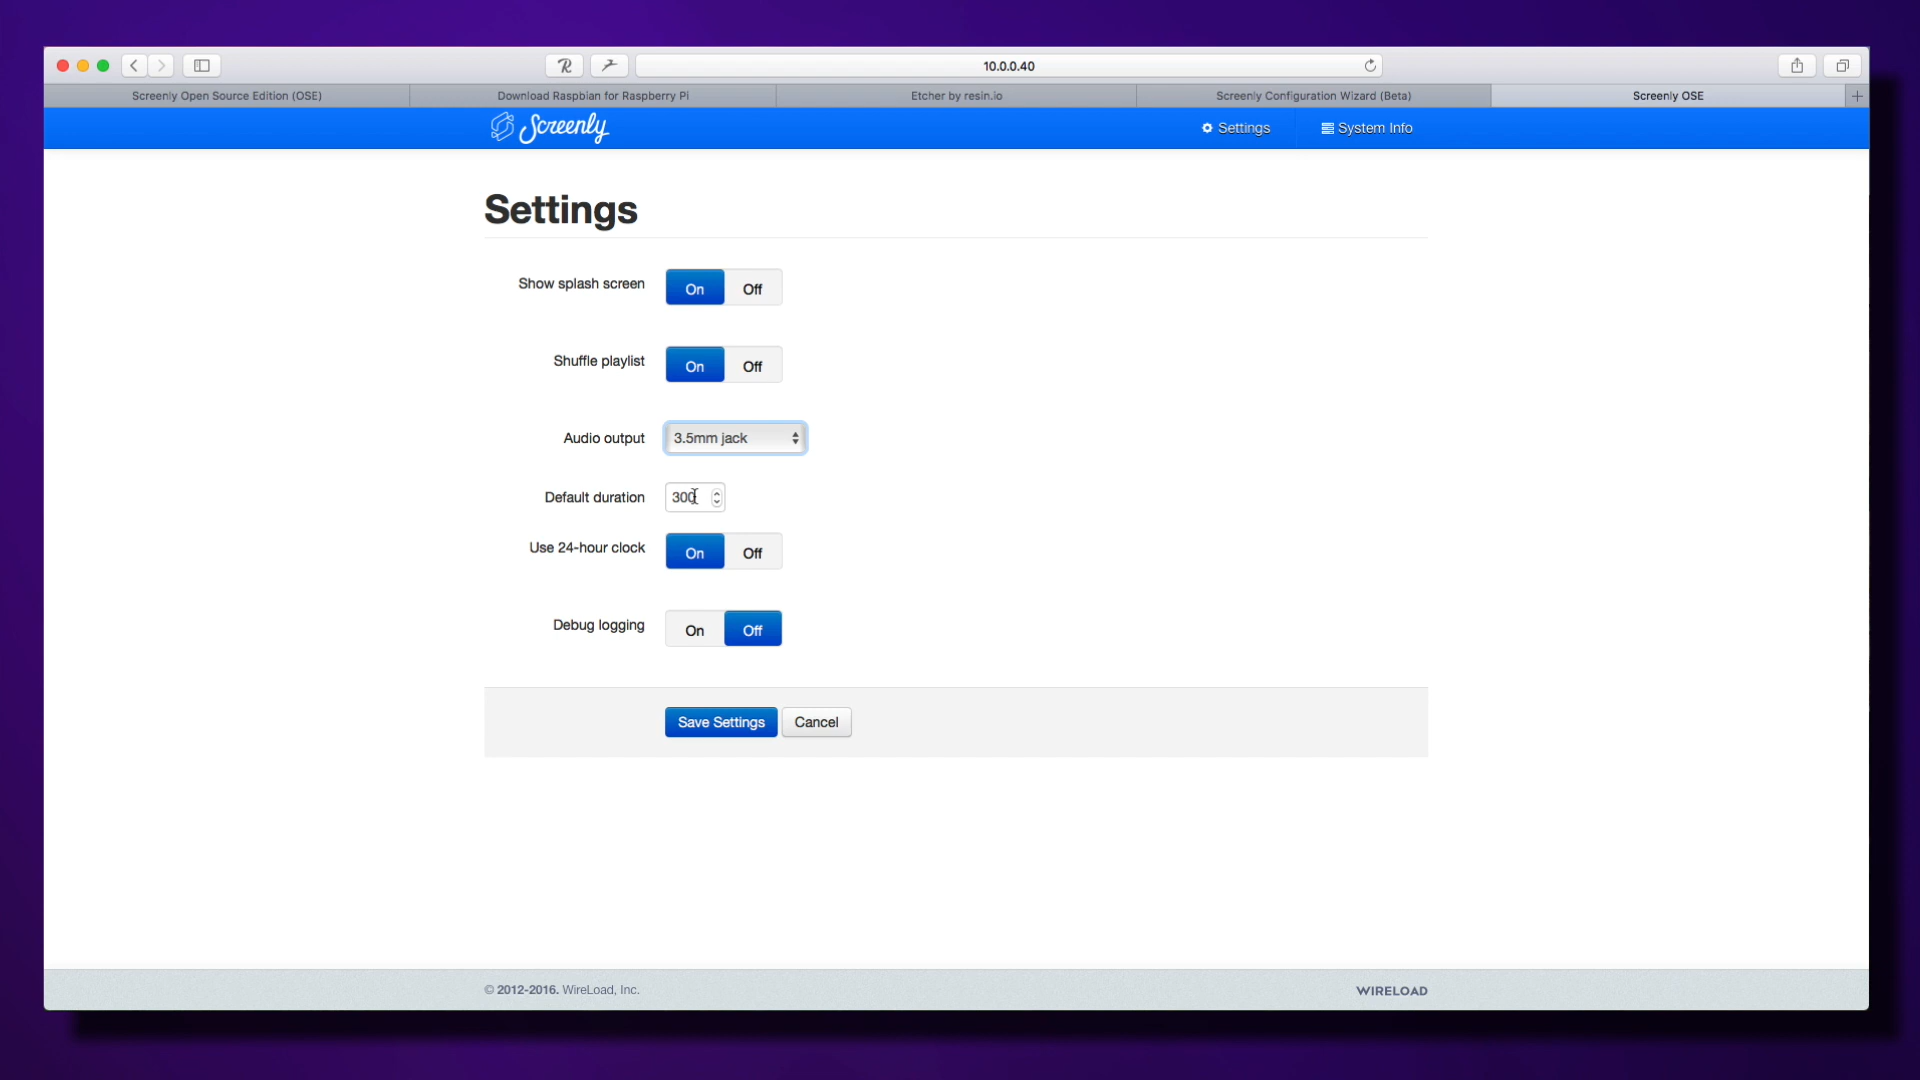 10.0.0.40
Screenly Open Source Edition (OSE)
Download Raspbian for Raspberry Pi
Etcher by resin.io
Screenly Configuration Wizard (Beta)
Screenly OSE
Screenly
Settings
System Info
Settings
Show splash screen
On Off
Shuffle playlist
On Off
Audio output
3.5mm jack
Default duration
300
Use 24-hour clock
On Off
Debug logging
On Off
Save Settings
Cancel
© 2012-2016. WireLoad, Inc.
WIRELOAD